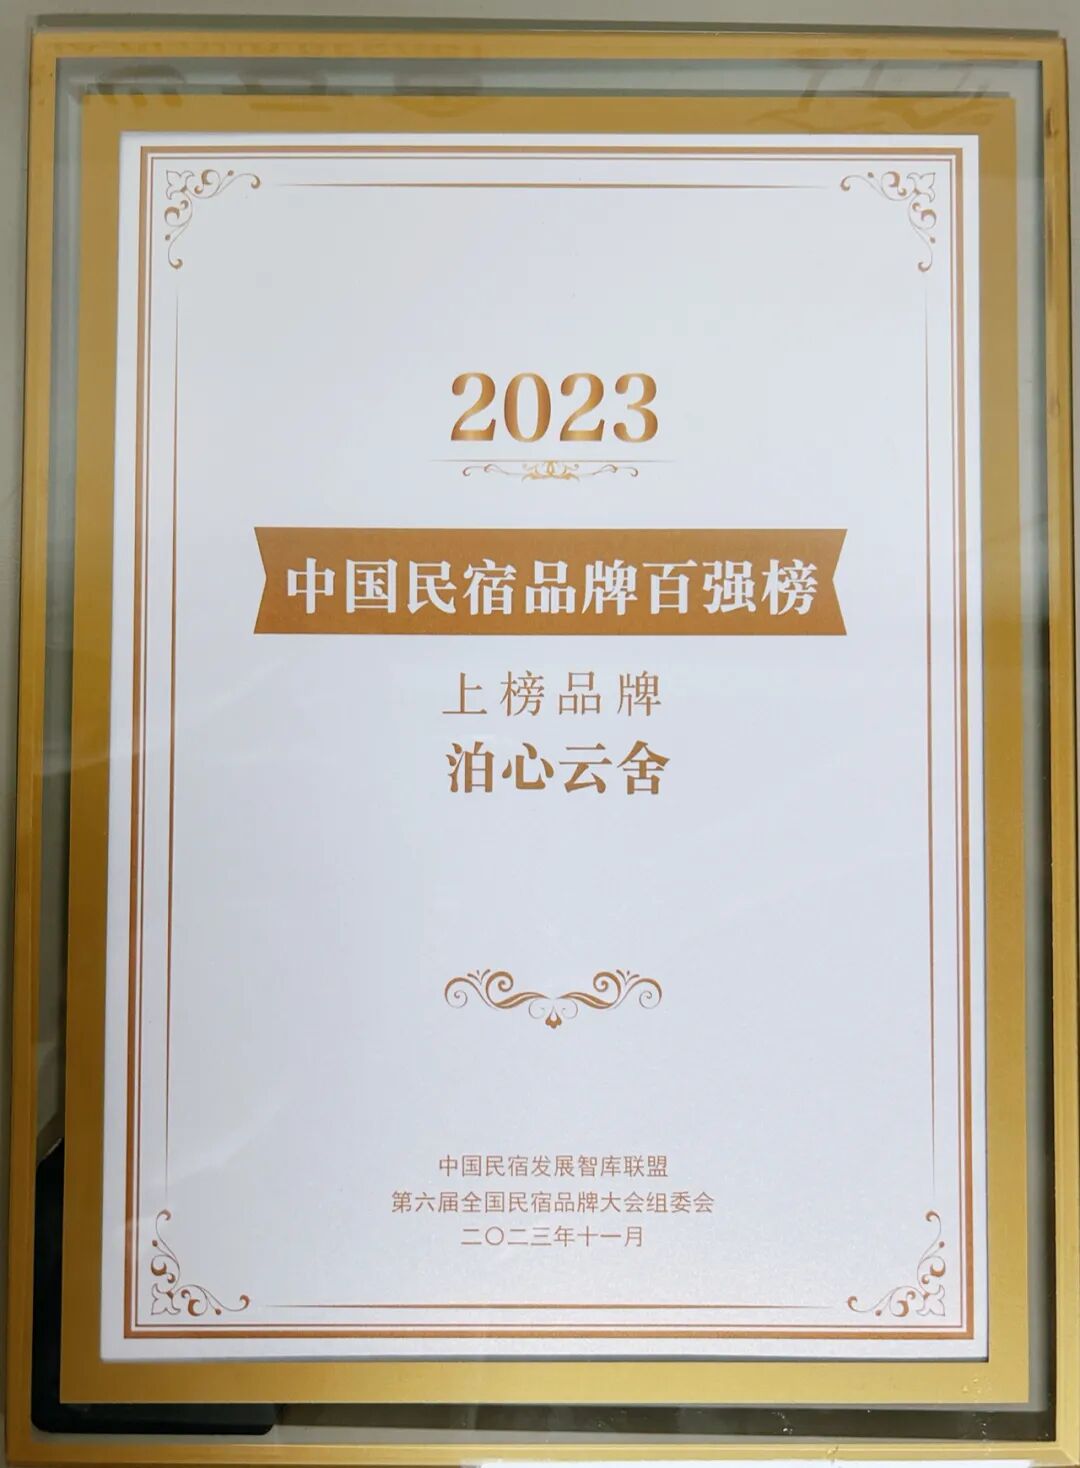 2023
中国民宿品牌百强榜
上榜品牌
泊心云舍
中国民宿发展智库联盟
第六届全国民宿品牌大会组委会
二〇二三年十一月